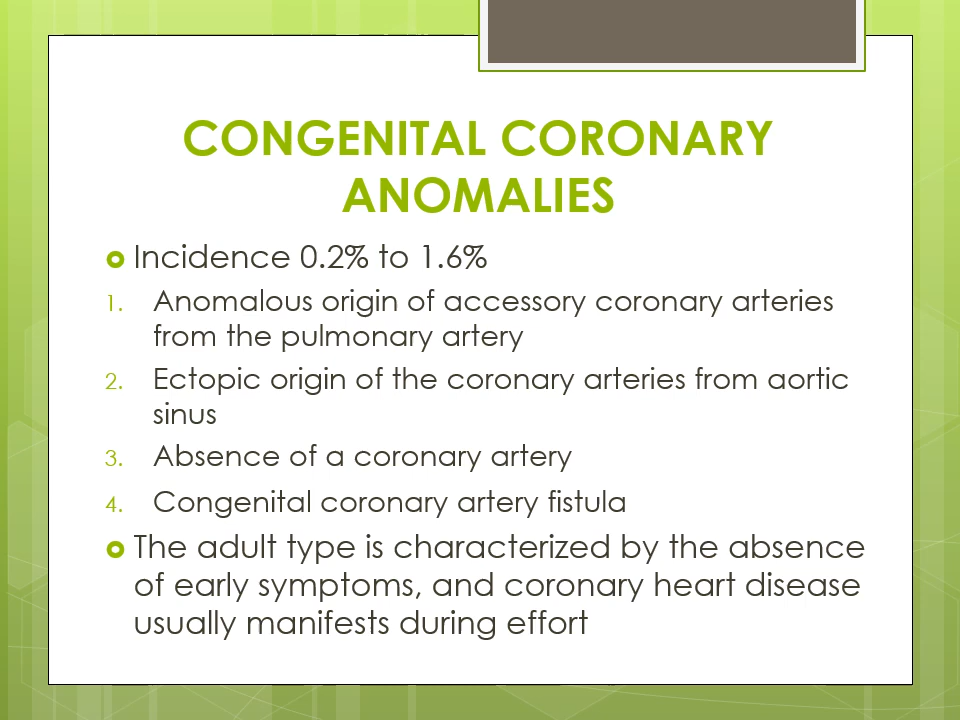 CONGENITAL CORONARY
ANOMALIES
Incidence 0.2% to 1.6%
1. Anomalous origin of accessory coronary arteries
from the pulmonary artery
2. Ectopic origin of the coronary arteries from aortic
sinus
3. Absence of a coronary artery
4. Congenital coronary artery fistula
The adult type is characterized by the absence
of early symptoms, and coronary heart disease
usually manifests during effort